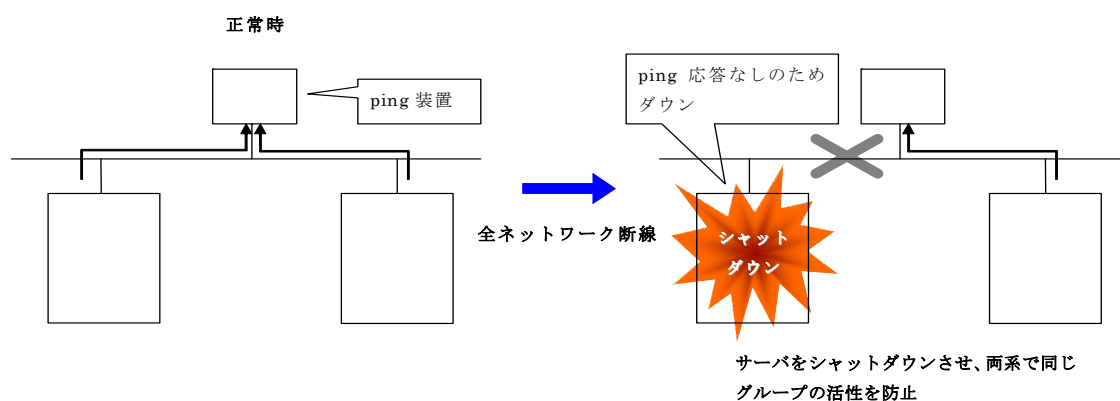 正常時
ping 装置
ping 応答なしのため
ダウン
全ネットワーク断線
シャット
ダウン
サーバをシャットダウンさせ、両系で同じ
グループの活性を防止